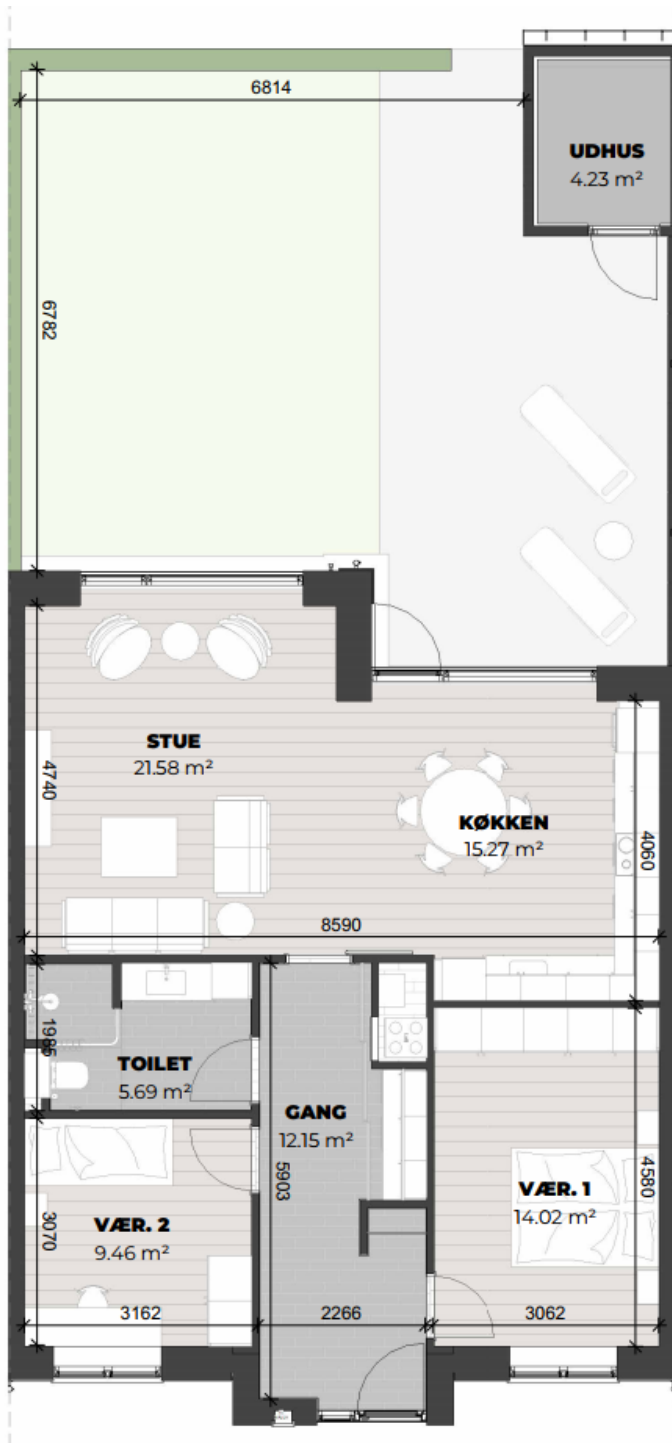 6814
UDHUS
4.23 m²
6782
STUE
21.58 m²
4740
KØKKEN
15.27 m²
4060
8590
1985
TOILET
5.69 m²
GANG
12.15 m²
5903
VÆR. 1
14.02 m²
4580
VÆR. 2
9.46 m²
3070
3162
2266
3062